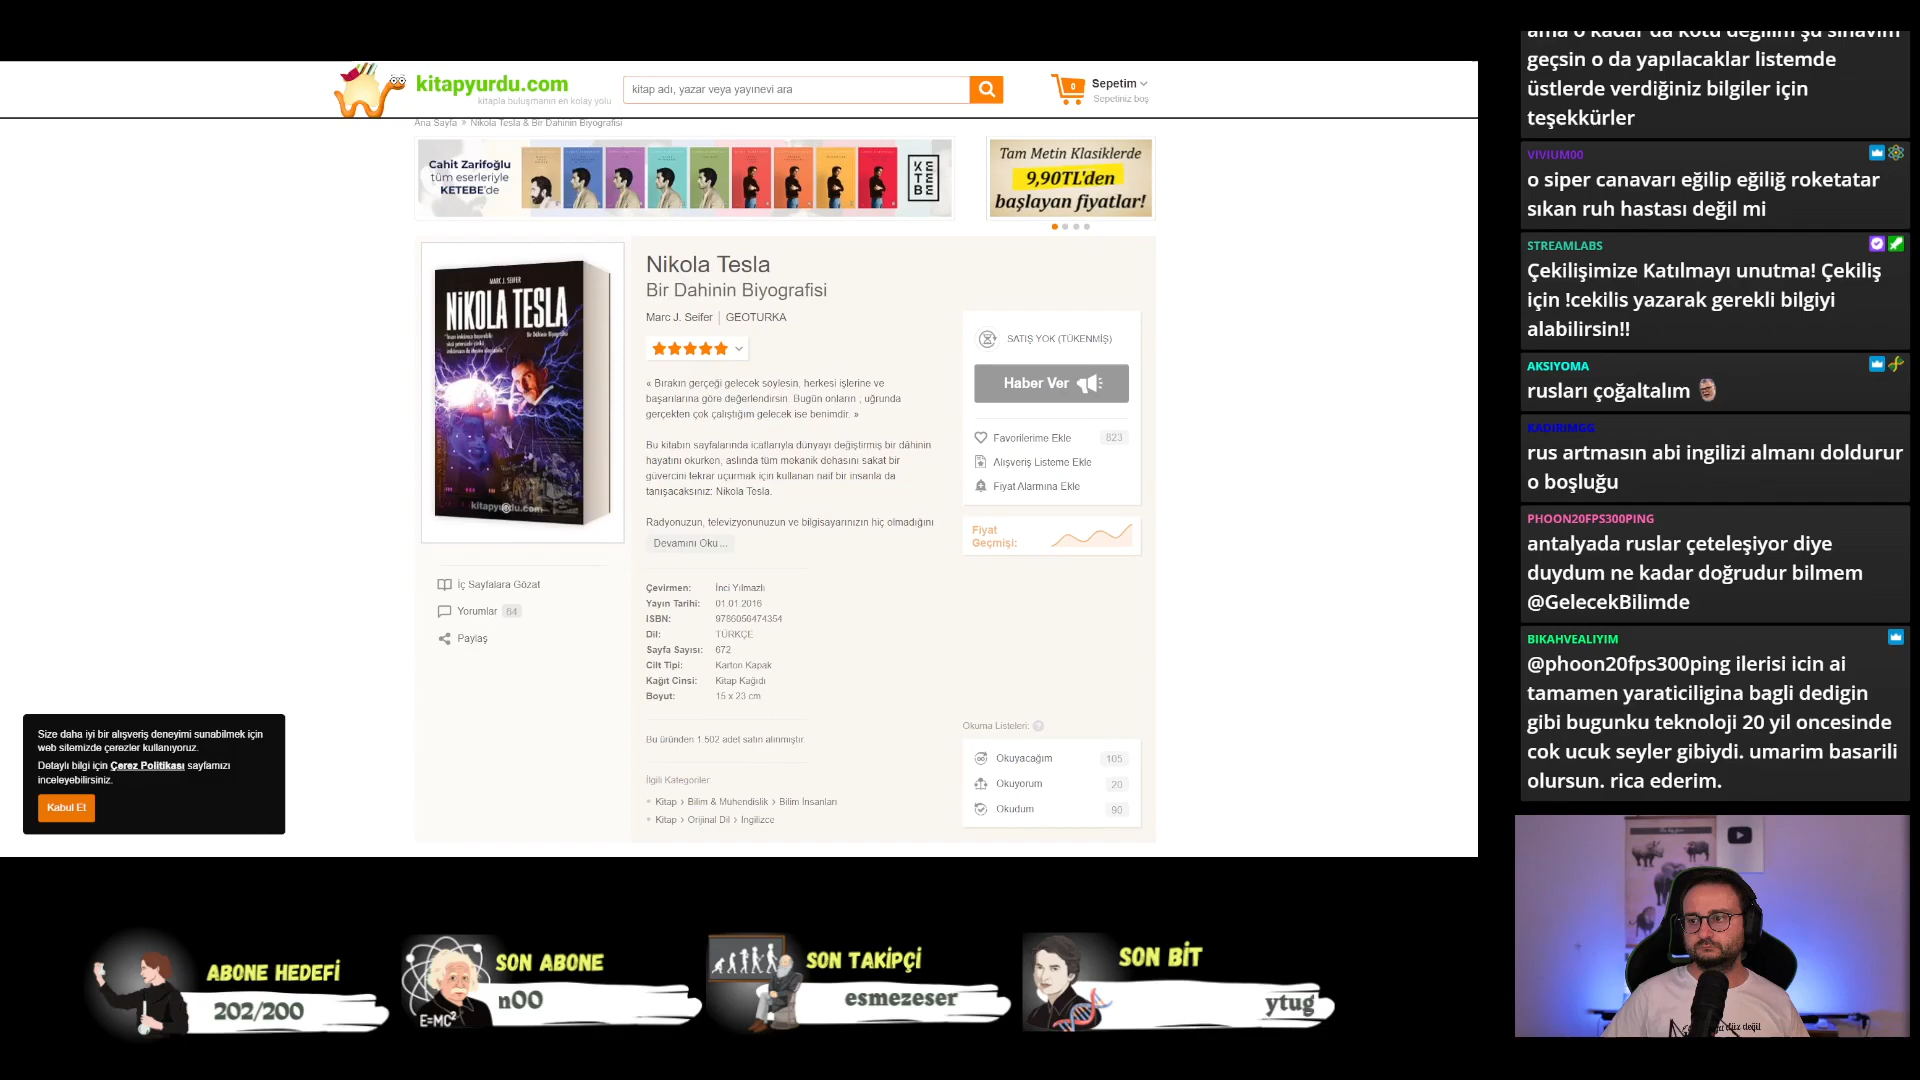 kitapyurdu.com
kitapla buluşmanın en kolay yolu
kitap adı, yazar veya yayınevi ara
0
Sepetim
Sepetiniz boş
Ana Sayfa » Nikola Tesla & Bir Dahinin Biyografisi
Cahit Zarifoğlu
tüm eserleriyle
KETEBE'de
KE
TE
BE
Tam Metin Klasiklerde
9,90TL'den
başlayan fiyatlar!
MARC J. SEIFER
NİKOLA TESLA
Bir Dâhinin Biyografisi
kitapyurdu.com
Nikola Tesla
Bir Dahinin Biyografisi
Marc J. Seifer | GEOTURKA
« Bırakın gerçeği gelecek söylesin, herkesi işlerine ve
başarılarına göre değerlendirsin. Bugün onların ; uğrunda
gerçekten çok çalıştığım gelecek ise benimdir. »
Bu kitabın sayfalarında icatlarıyla dünyayı değiştirmiş bir dâhinin
hayatını okurken, aslında tüm mekanik dehasını sakat bir
güvercini tekrar uçurmak için kullanan naif bir insanla da
tanışacaksınız: Nikola Tesla.
Radyonuzun, televizyonunuzun ve bilgisayarınızın hiç olmadığını
Devamını Oku ...
Çevirmen: İnci Yılmazlı
Yayın Tarihi: 01.01.2016
ISBN: 9786056474354
Dil: TÜRKÇE
Sayfa Sayısı: 672
Cilt Tipi: Karton Kapak
Kağıt Cinsi: Kitap Kağıdı
Boyut: 15 x 23 cm
Bu üründen 1.502 adet satın alınmıştır.
İlgili Kategoriler:
Kitap › Bilim & Mühendislik › Bilim İnsanları
Kitap › Orijinal Dil › İngilizce
İç Sayfalara Gözat
Yorumlar 64
Paylaş
SATIŞ YOK (TÜKENMİŞ)
Haber Ver
Favorilerime Ekle 823
Alışveriş Listeme Ekle
Fiyat Alarmına Ekle
Fiyat
Geçmişi:
Okuma Listeleri: ?
Okuyacağım 105
Okuyorum 20
Okudum 90
Size daha iyi bir alışveriş deneyimi sunabilmek için
web sitemizde çerezler kullanıyoruz.
Detaylı bilgi için Çerez Politikası sayfamızı
inceleyebilirsiniz.
Kabul Et
ama o kadar da kötü değilim şu sınavım
geçsin o da yapılacaklar listemde
üstlerde verdiğiniz bilgiler için
teşekkürler
VIVIUM00
o siper canavarı eğilip eğiliğ roketatar
sıkan ruh hastası değil mi
STREAMLABS
Çekilişimize Katılmayı unutma! Çekiliş
için !cekilis yazarak gerekli bilgiyi
alabilirsin!!
AKSIYOMA
rusları çoğaltalım
KADIRIMGG
rus artmasın abi ingilizi almanı doldurur
o boşluğu
PHOON20FPS300PING
antalyada ruslar çeteleşiyor diye
duydum ne kadar doğrudur bilmem
@GelecekBilimde
BIKAHVEALIYIM
@phoon20fps300ping ilerisi icin ai
tamamen yaraticiligina bagli dedigin
gibi bugunku teknoloji 20 yil oncesinde
cok ucuk seyler gibiydi. umarim basarili
olursun. rica ederim.
ABONE HEDEFİ
202/200
SON ABONE
n00
E=MC²
SON TAKİPÇİ
esmezeser
SON BİT
ytug
düz değil